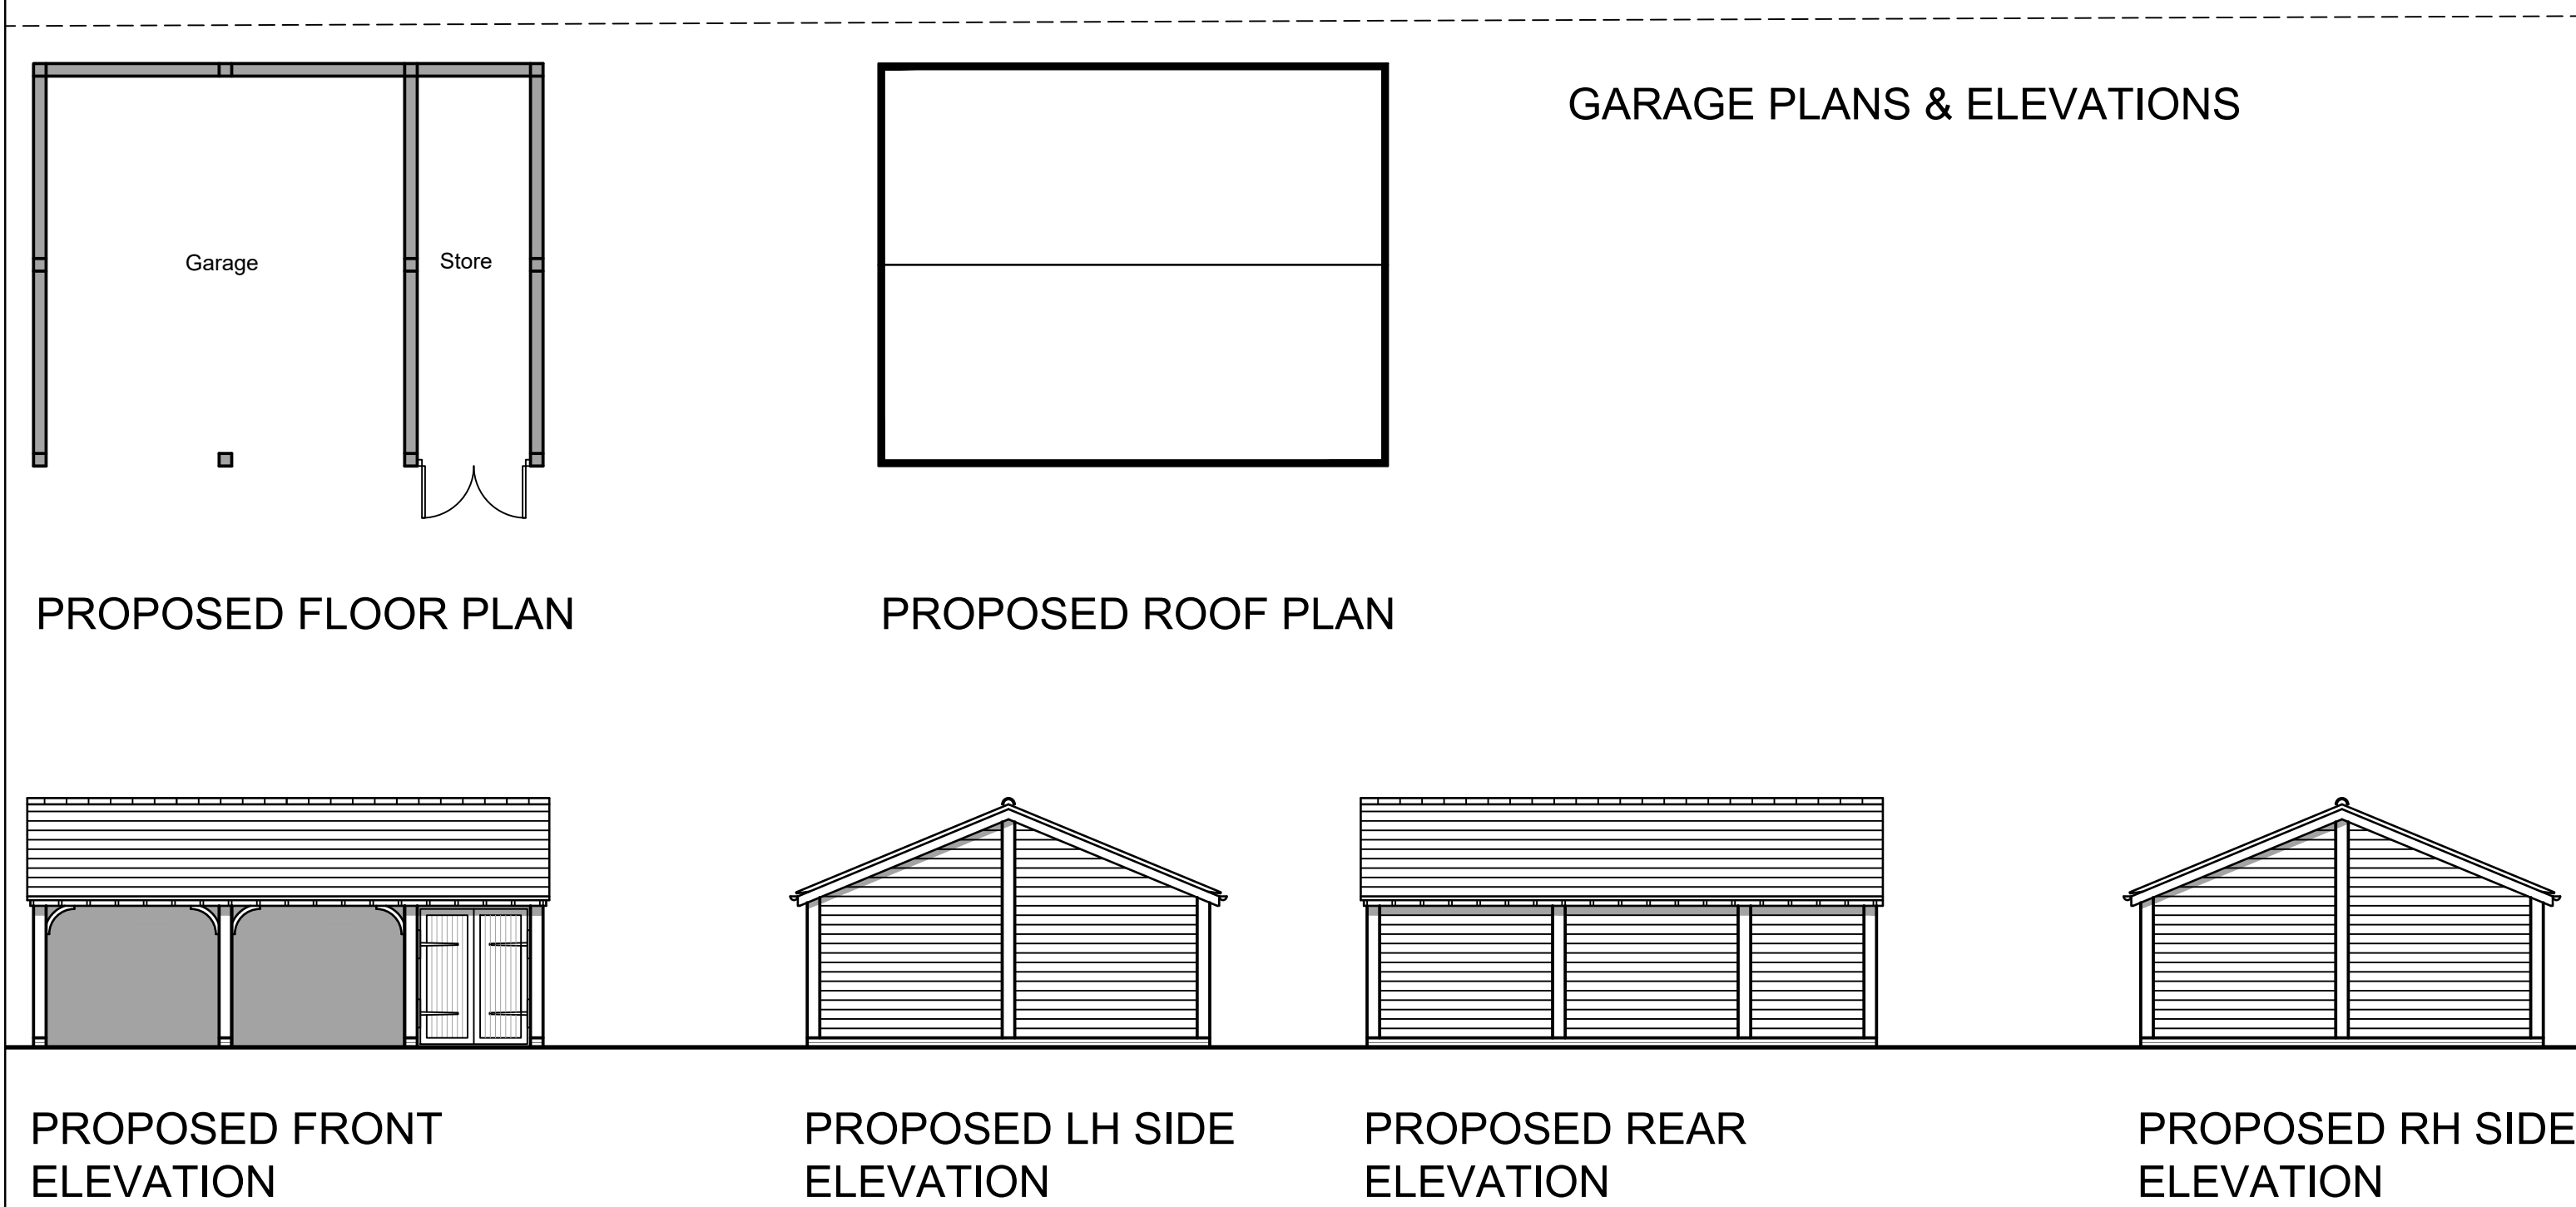 GARAGE PLANS & ELEVATIONS
Garage
Store
PROPOSED FLOOR PLAN
PROPOSED ROOF PLAN
PROPOSED FRONT
ELEVATION
PROPOSED LH SIDE
ELEVATION
PROPOSED REAR
ELEVATION
PROPOSED RH SIDE
ELEVATION